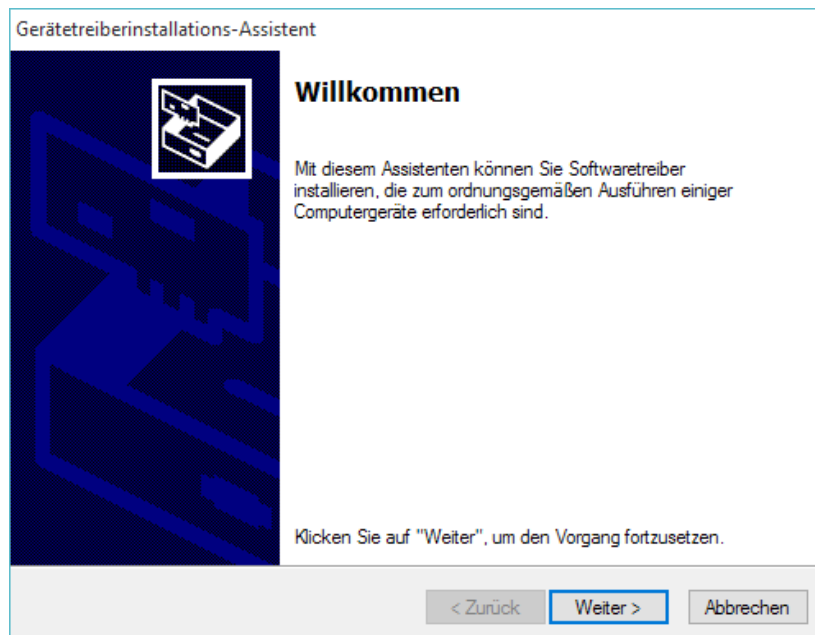 Gerätetreiberinstallations-Assistent
Willkommen
Mit diesem Assistenten können Sie Softwaretreiber
installieren, die zum ordnungsgemäßen Ausführen einiger
Computergeräte erforderlich sind.
Klicken Sie auf "Weiter", um den Vorgang fortzusetzen.
< Zurück
Weiter >
Abbrechen